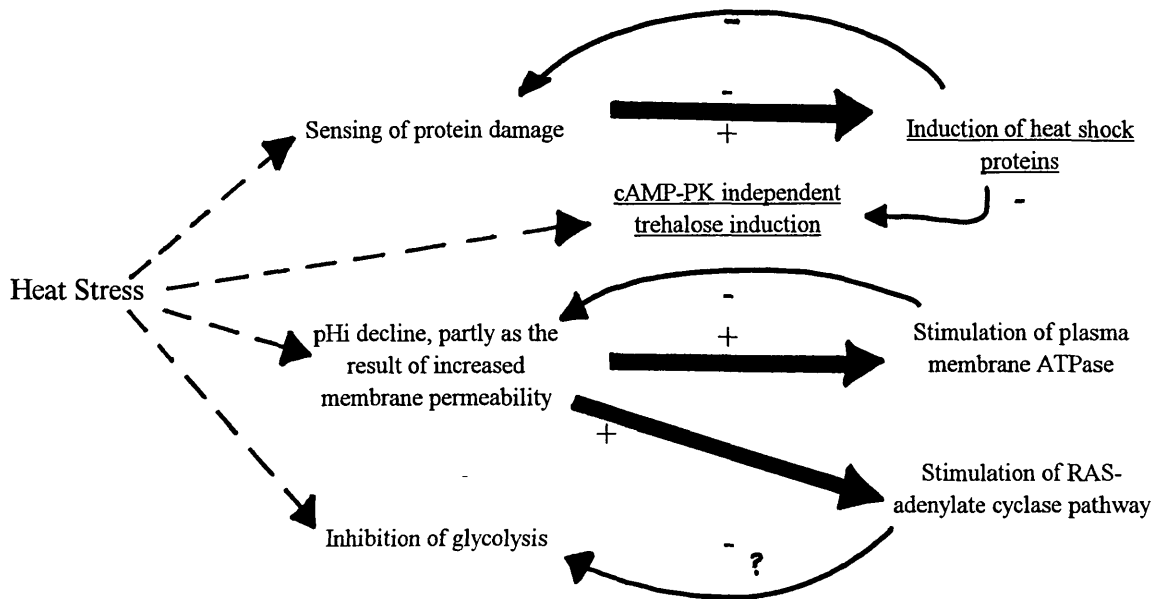 -
Sensing of protein damage
-
+
Induction of heat shock
proteins
-
cAMP-PK independent
trehalose induction
Heat Stress
pHi decline, partly as the
result of increased
membrane permeability
-
+
Stimulation of plasma
membrane ATPase
+
Stimulation of RAS-
adenylate cyclase pathway
Inhibition of glycolysis
- ?